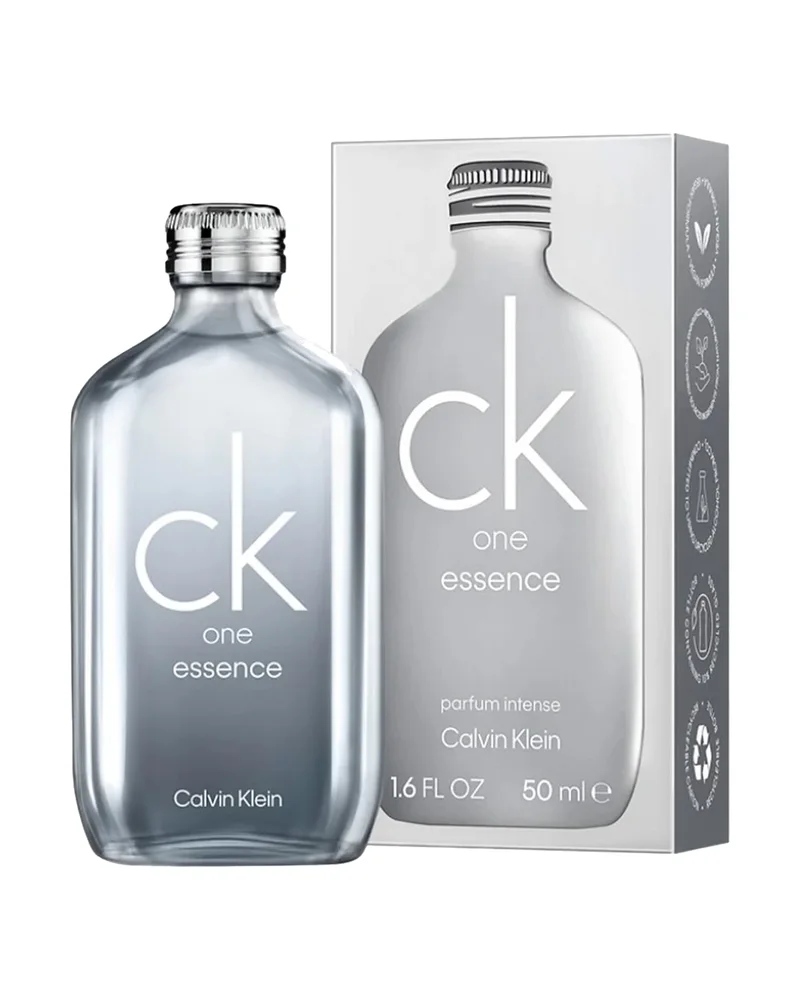 ck
one
essence
Calvin Klein
ck
one
essence
parfum intense
Calvin Klein
1.6 FL OZ 50 ml ℮